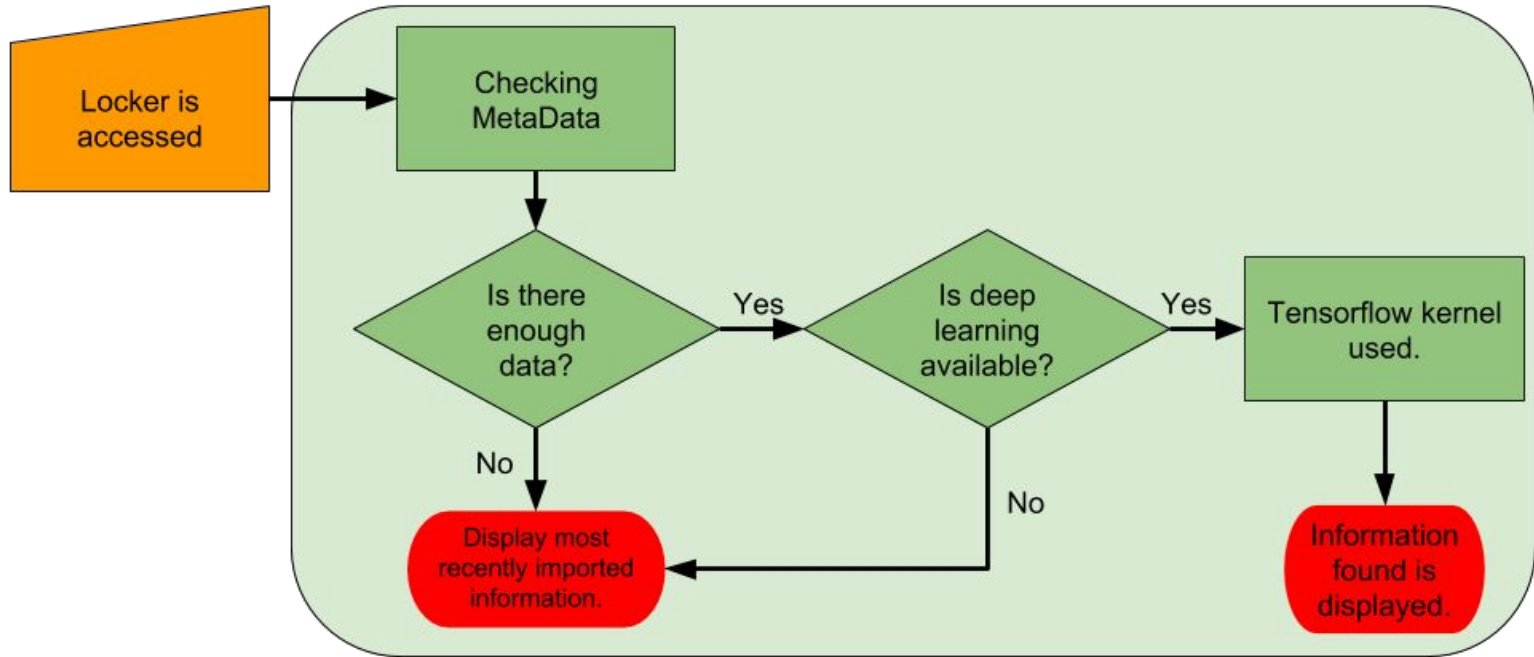 Locker is
accessed
Checking
MetaData
Is there
enough
data?
Yes
Is deep
learning
available?
Yes
Tensorflow kernel
used.
No
No
Display most
recently imported
information.
Information
found is
displayed.